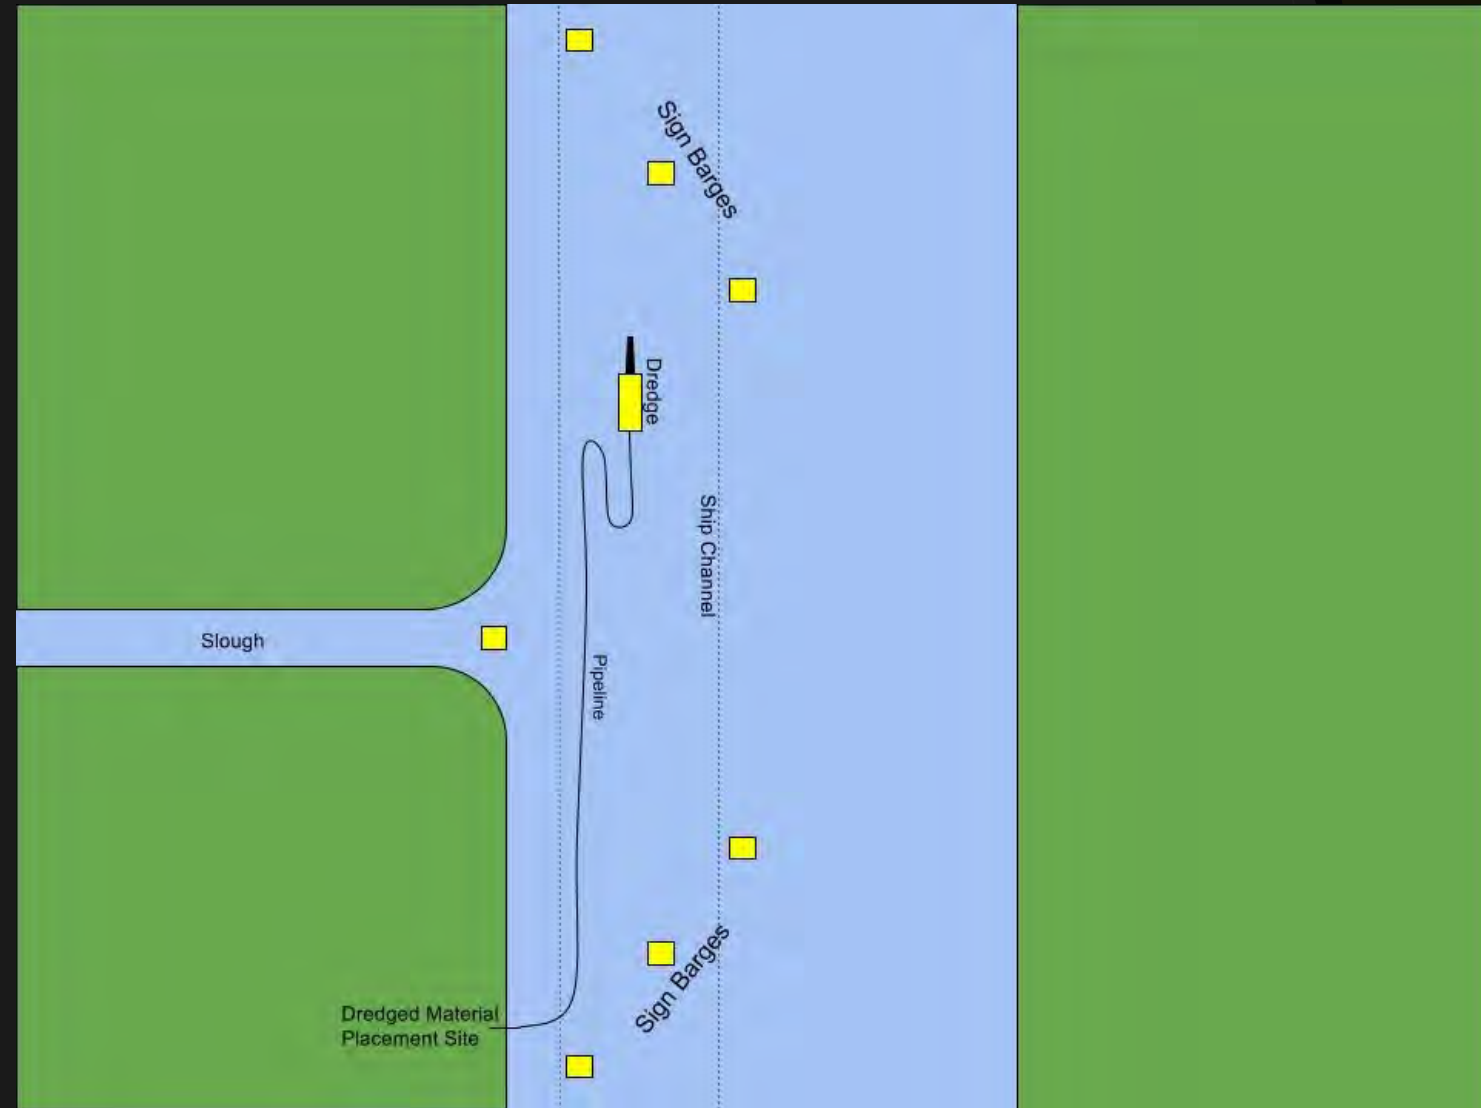 Sign Barges
Dredge
Ship Channel
Slough
Pipeline
Sign Barges
Dredged Material
Placement Site